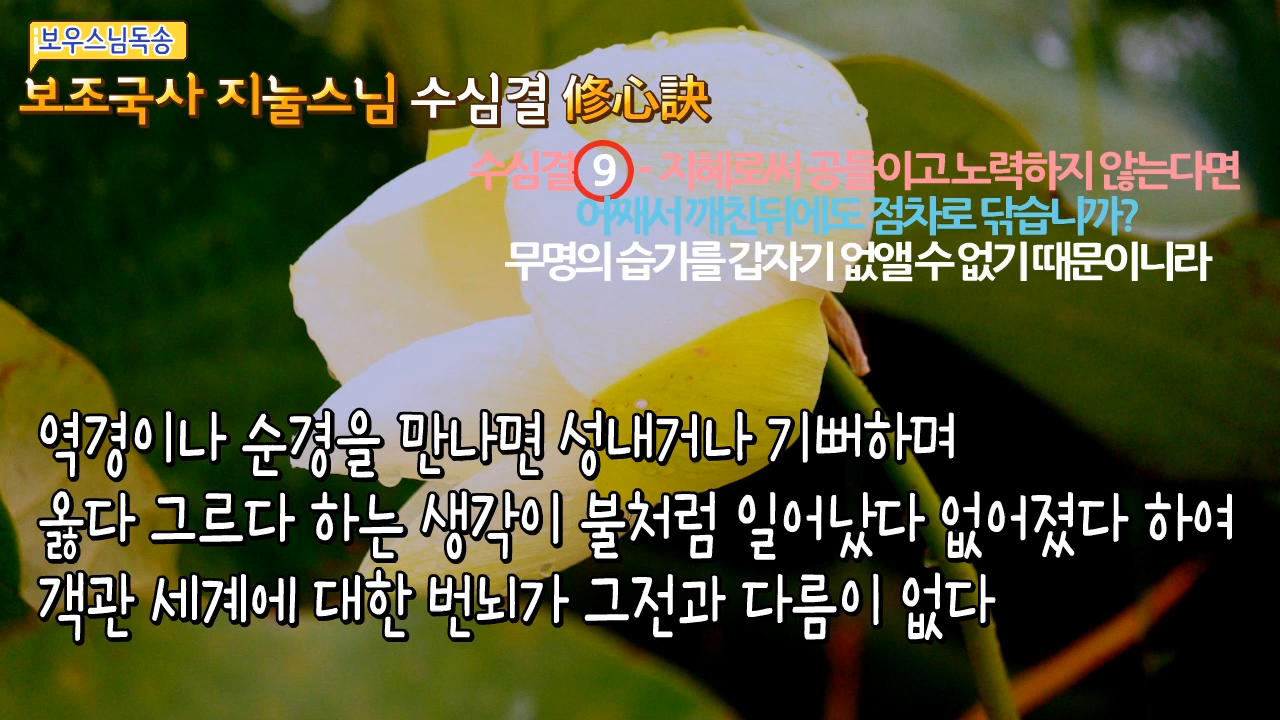 보우스님독송
보조국사 지눌스님 수심결 修心訣
수심결 9 - 지혜로써 공들이고 노력하지 않는다면
어째서 깨친뒤에도 점차로 닦습니까?
무명의 습기를 갑자기 없앨 수 없기 때문이니라
역경이나 순경을 만나면 성내거나 기뻐하며
옳다 그르다 하는 생각이 불처럼 일어났다 없어졌다 하여
객관 세계에 대한 번뇌가 그전과 다름이 없다